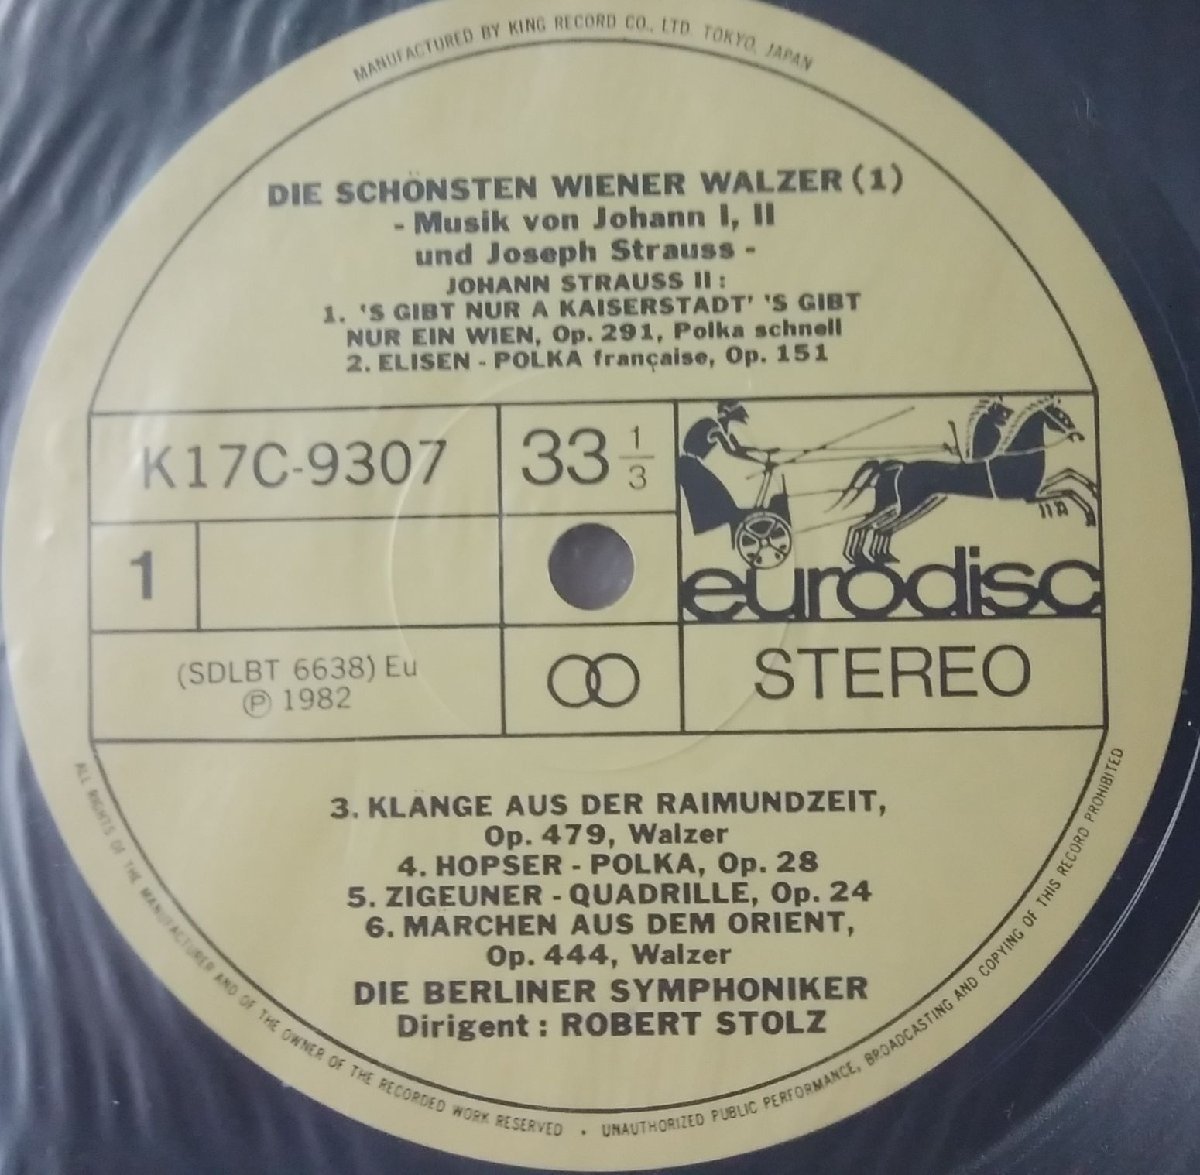 MANUFACTURED BY KING RECORD CO., LTD. TOKYO, JAPAN
DIE SCHÖNSTEN WIENER WALZER (1)
- Musik von Johann I, II
und Joseph Strauss -
JOHANN STRAUSS II :
1. 'S GIBT NUR A KAISERSTADT' 'S GIBT
NUR EIN WIEN, Op. 291, Polka schnell
2. ELISEN - POLKA française, Op. 151
K17C-9307
33 1/3
eurodisc
1
(SDLBT 6638) Eu
℗ 1982
STEREO
3. KLÄNGE AUS DER RAIMUNDZEIT,
Op. 479, Walzer
4. HOPSER - POLKA, Op. 28
5. ZIGEUNER - QUADRILLE, Op. 24
6. MÄRCHEN AUS DEM ORIENT,
Op. 444, Walzer
DIE BERLINER SYMPHONIKER
Dirigent : ROBERT STOLZ
ALL RIGHTS OF THE MANUFACTURER AND OF THE OWNER OF THE RECORDED WORK RESERVED • UNAUTHORIZED PUBLIC PERFORMANCE, BROADCASTING AND COPYING OF THIS RECORD PROHIBITED